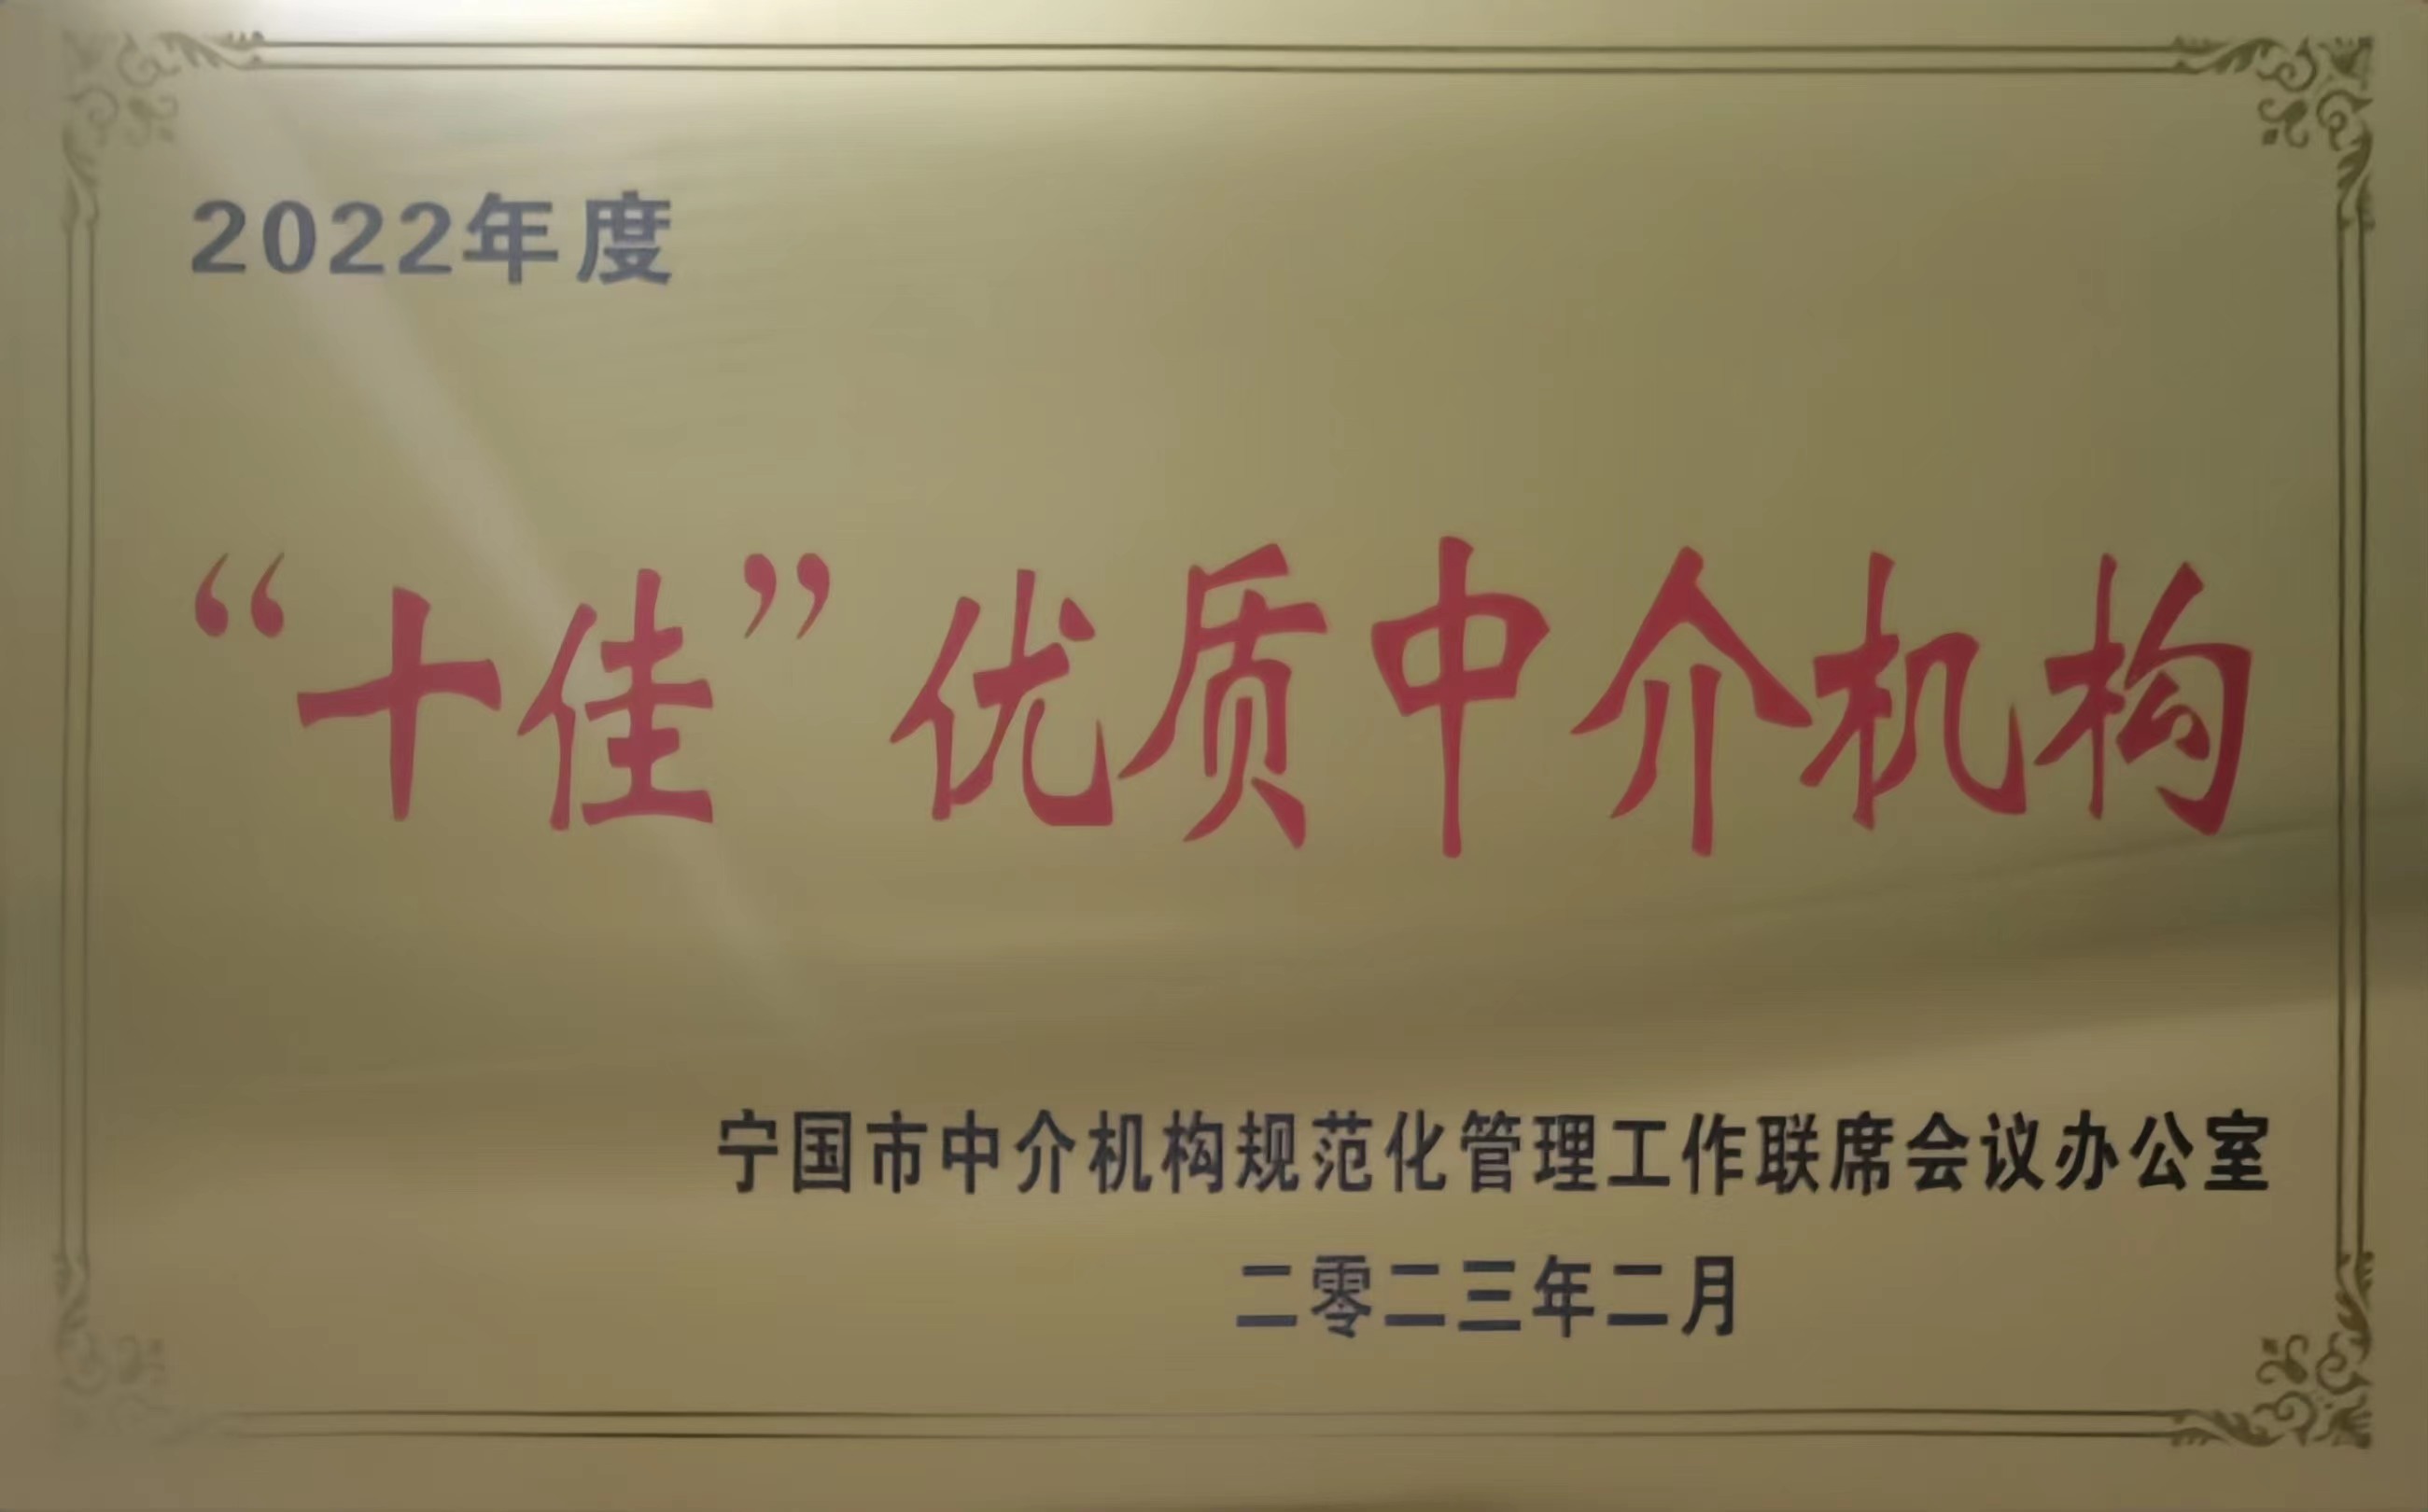 2022年度
“十佳”优质中介机构
宁国市中介机构规范化管理工作联席会议办公室
二零二三年二月